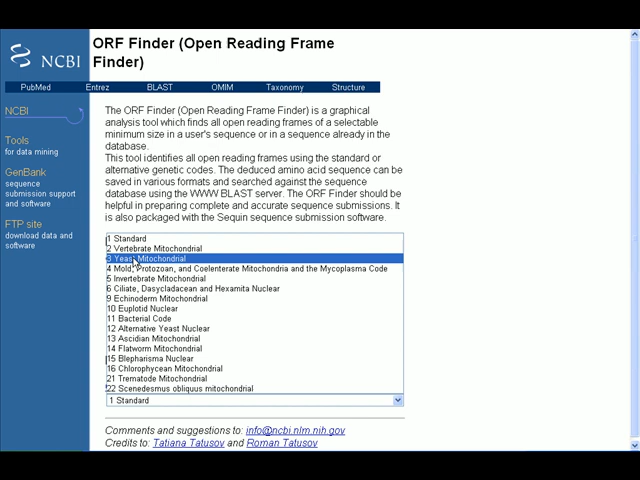 NCBI
ORF Finder (Open Reading Frame
Finder)
PubMed Entrez BLAST OMIM Taxonomy Structure
NCBI
Tools
for data mining
GenBank
sequence
submission support
and software
FTP site
download data and
software
The ORF Finder (Open Reading Frame Finder) is a graphical
analysis tool which finds all open reading frames of a selectable
minimum size in a user's sequence or in a sequence already in the
database.
This tool identifies all open reading frames using the standard or
alternative genetic codes. The deduced amino acid sequence can be
saved in various formats and searched against the sequence
database using the WWW BLAST server. The ORF Finder should be
helpful in preparing complete and accurate sequence submissions. It
is also packaged with the Sequin sequence submission software.
1 Standard
2 Vertebrate Mitochondrial
3 Yeast Mitochondrial
4 Mold, Protozoan, and Coelenterate Mitochondria and the Mycoplasma Code
5 Invertebrate Mitochondrial
6 Ciliate, Dasycladacean and Hexamita Nuclear
9 Echinoderm Mitochondrial
10 Euplotid Nuclear
11 Bacterial Code
12 Alternative Yeast Nuclear
13 Ascidian Mitochondrial
14 Flatworm Mitochondrial
15 Blepharisma Nuclear
16 Chlorophycean Mitochondrial
21 Trematode Mitochondrial
22 Scenedesmus obliquus mitochondrial
1 Standard
Comments and suggestions to: info@ncbi.nlm.nih.gov
Credits to: Tatiana Tatusov and Roman Tatusov